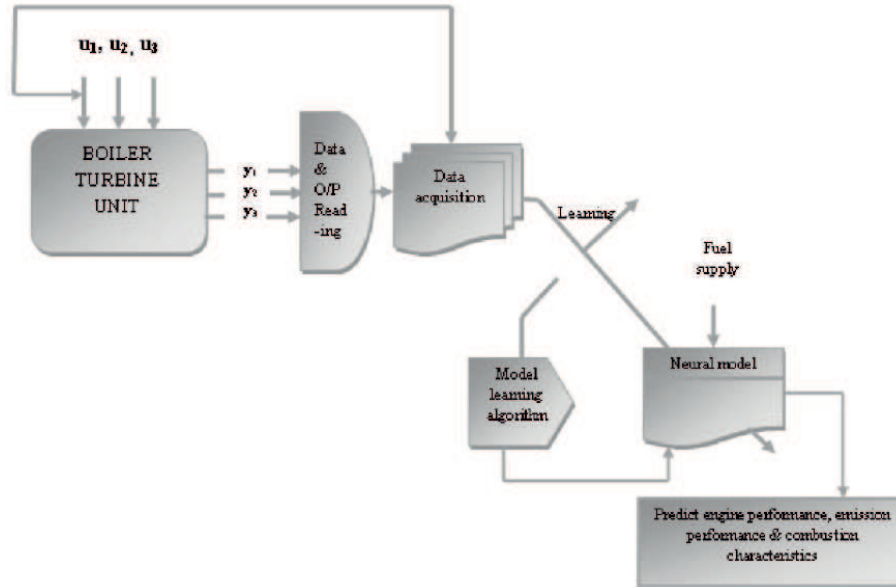 u1, u2, u3
BOILER
TURBINE
UNIT
y1
y2
y3
Data
&
O/P
Read
-ing
Data
acquisition
Learning
Fuel
supply
Model
learning
algorithm
Neural model
Predict engine performance, emission
performance & combustion
characteristics